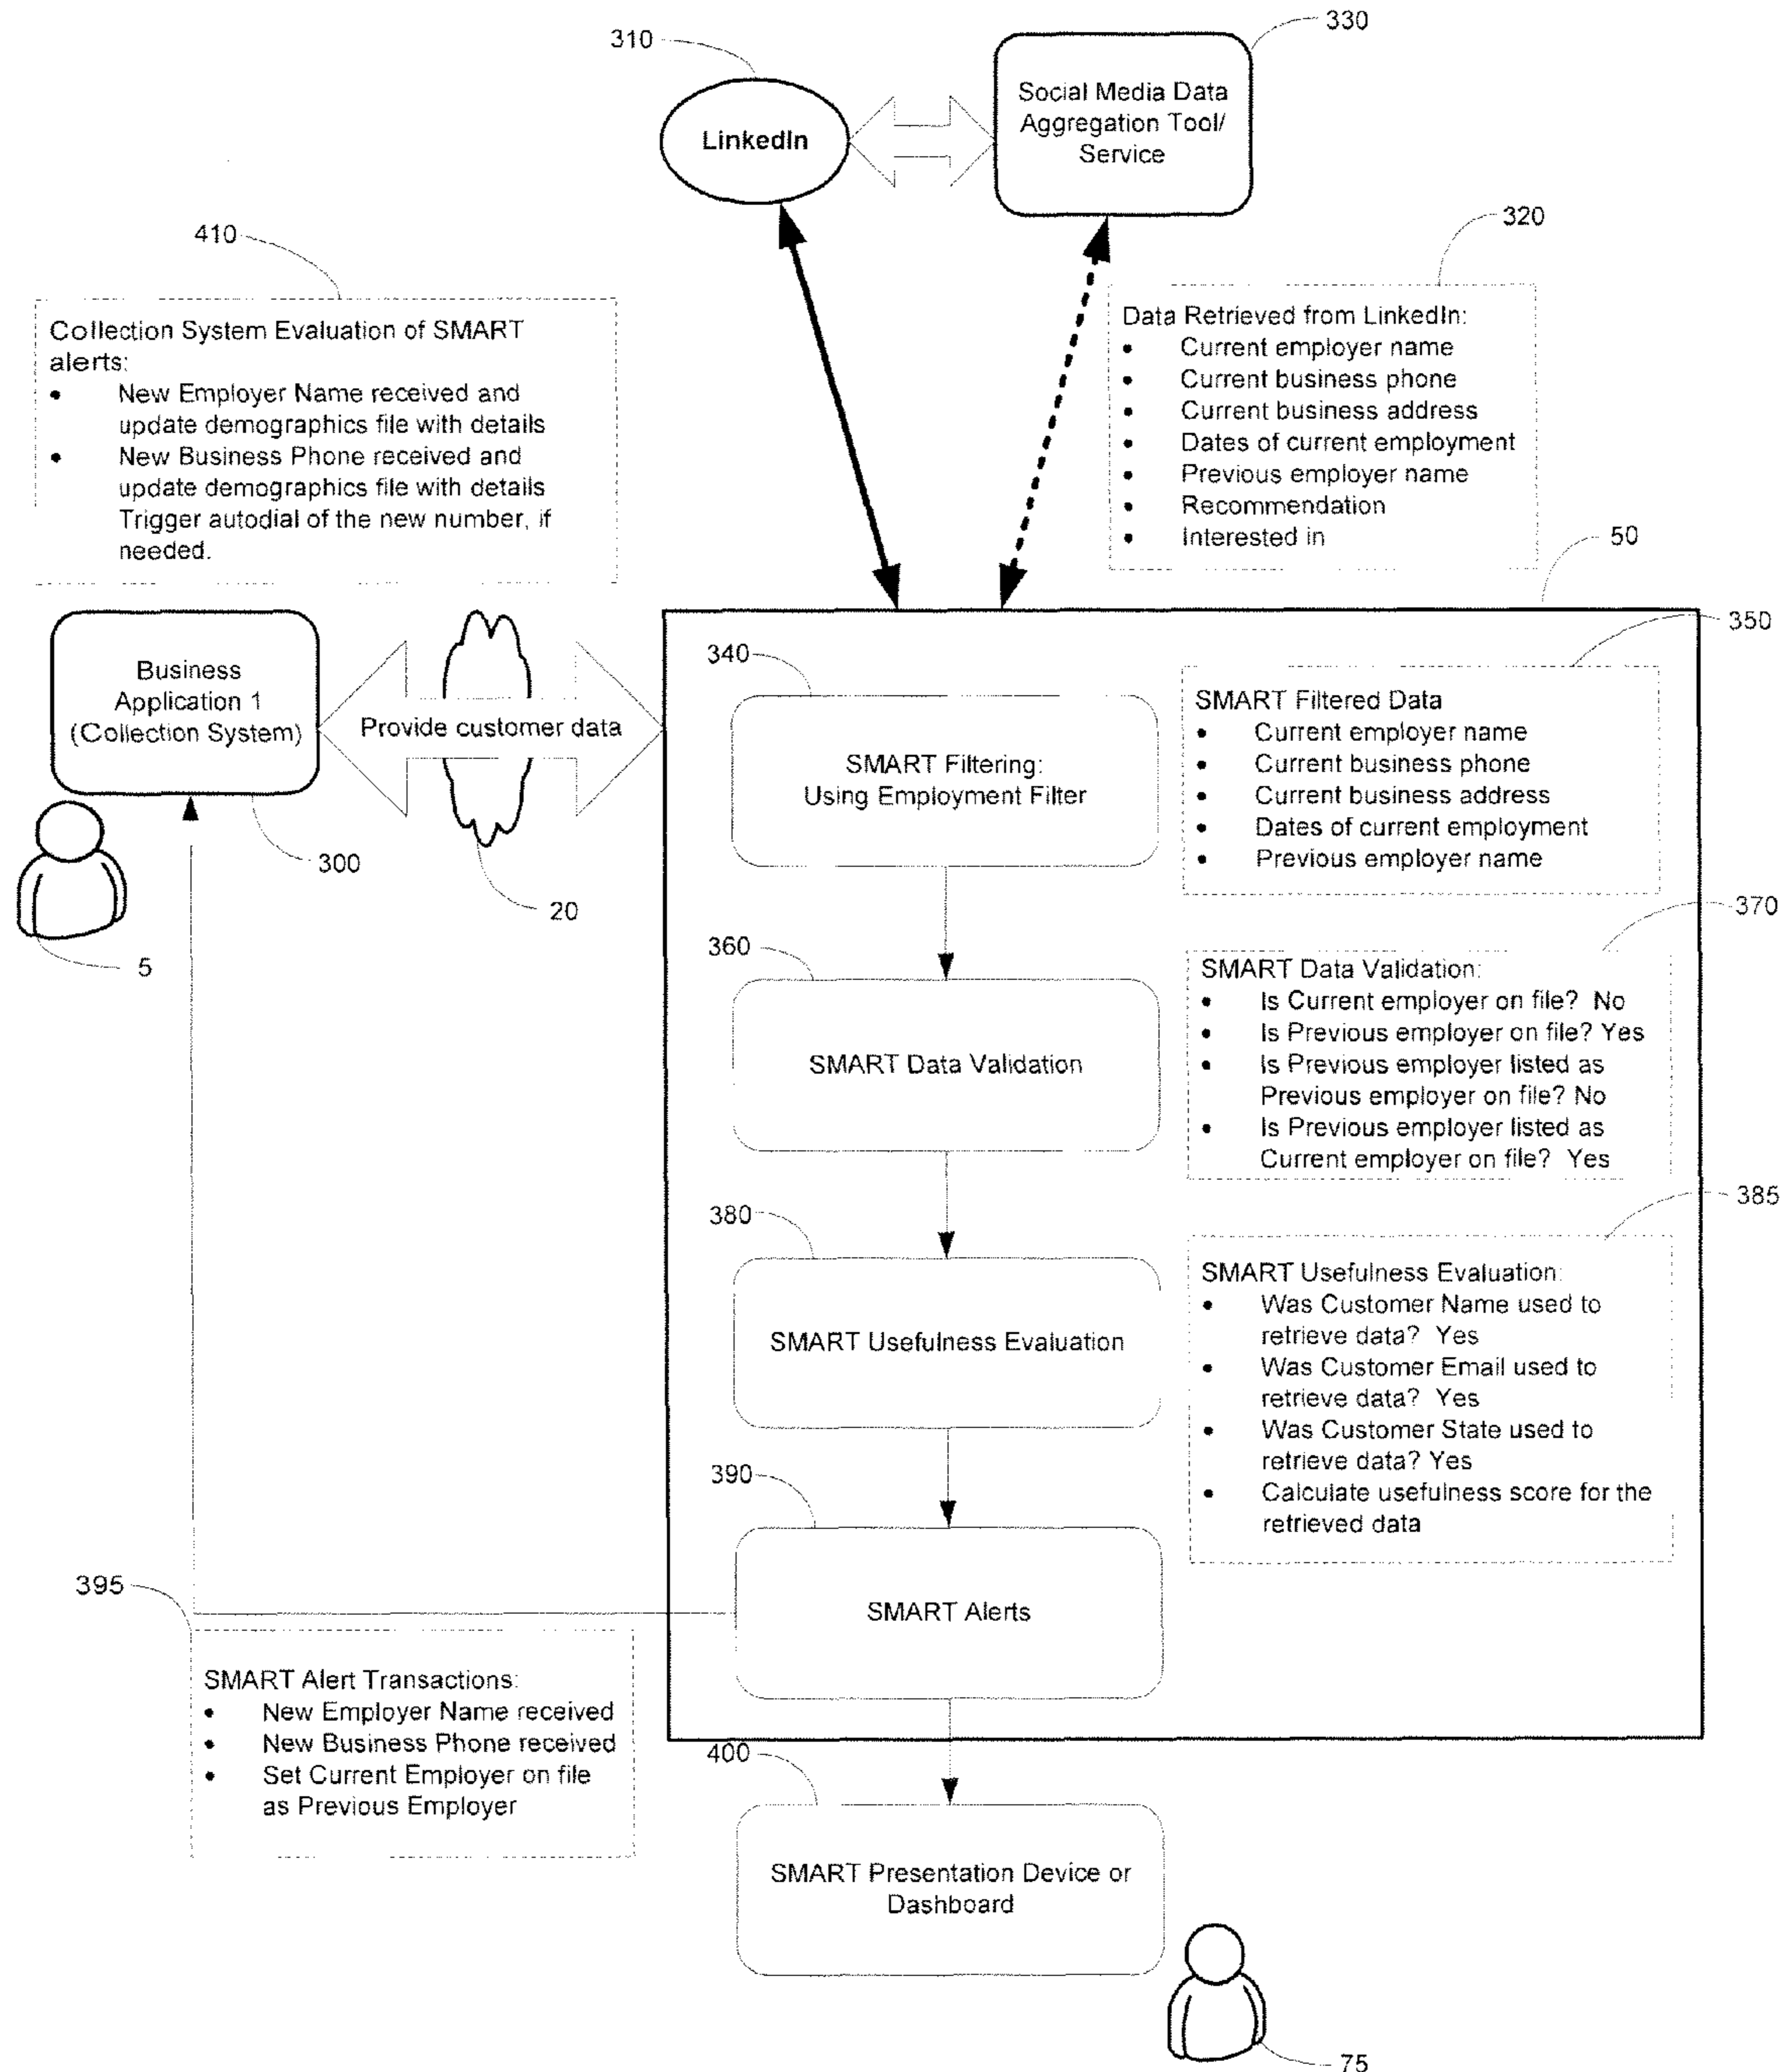 310
330
LinkedIn
Social Media Data
Aggregation Tool/
Service
410
320
Collection System Evaluation of SMART
alerts:
• New Employer Name received and
update demographics file with details
• New Business Phone received and
update demographics file with details
Trigger autodial of the new number, if
needed.
Data Retrieved from LinkedIn:
• Current employer name
• Current business phone
• Current business address
• Dates of current employment
• Previous employer name
• Recommendation
• Interested in
50
350
Business
Application 1
(Collection System)
Provide customer data
300
20
5
340
SMART Filtering:
Using Employment Filter
SMART Filtered Data
• Current employer name
• Current business phone
• Current business address
• Dates of current employment
• Previous employer name
370
360
SMART Data Validation
SMART Data Validation:
• Is Current employer on file? No
• Is Previous employer on file? Yes
• Is Previous employer listed as
Previous employer on file? No
• Is Previous employer listed as
Current employer on file? Yes
385
380
SMART Usefulness Evaluation
SMART Usefulness Evaluation:
• Was Customer Name used to
retrieve data? Yes
• Was Customer Email used to
retrieve data? Yes
• Was Customer State used to
retrieve data? Yes
• Calculate usefulness score for the
retrieved data
390
SMART Alerts
395
SMART Alert Transactions:
• New Employer Name received
• New Business Phone received
• Set Current Employer on file
as Previous Employer
400
SMART Presentation Device or
Dashboard
75